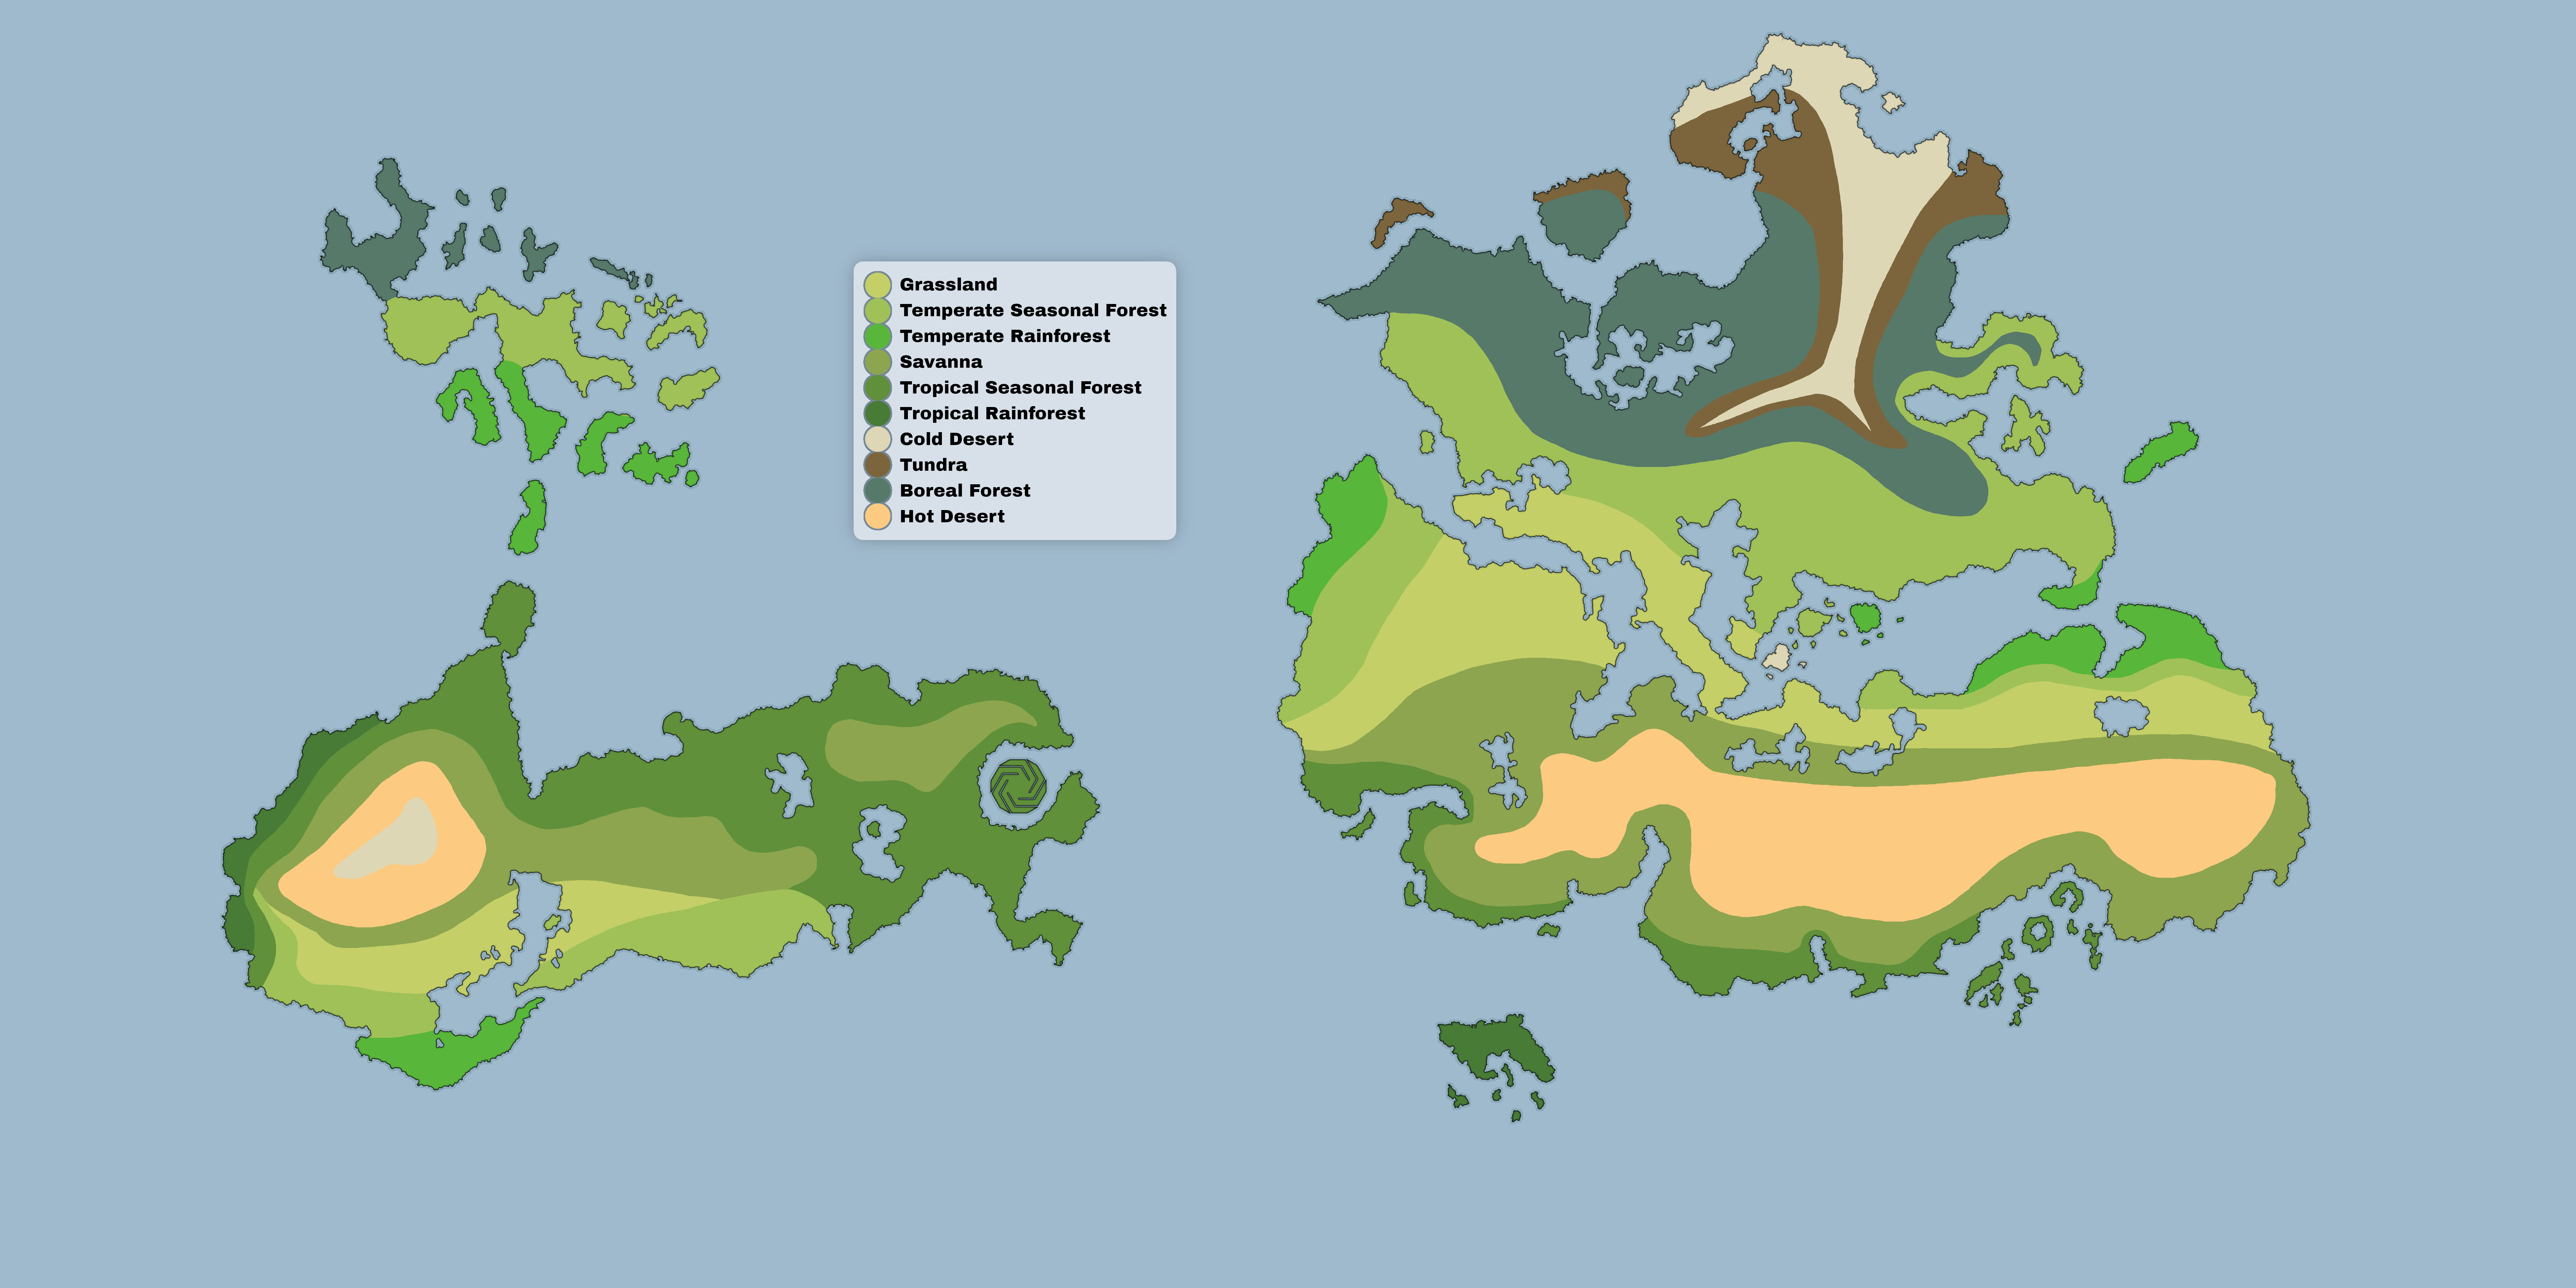 Grassland
Temperate Seasonal Forest
Temperate Rainforest
Savanna
Tropical Seasonal Forest
Tropical Rainforest
Cold Desert
Tundra
Boreal Forest
Hot Desert